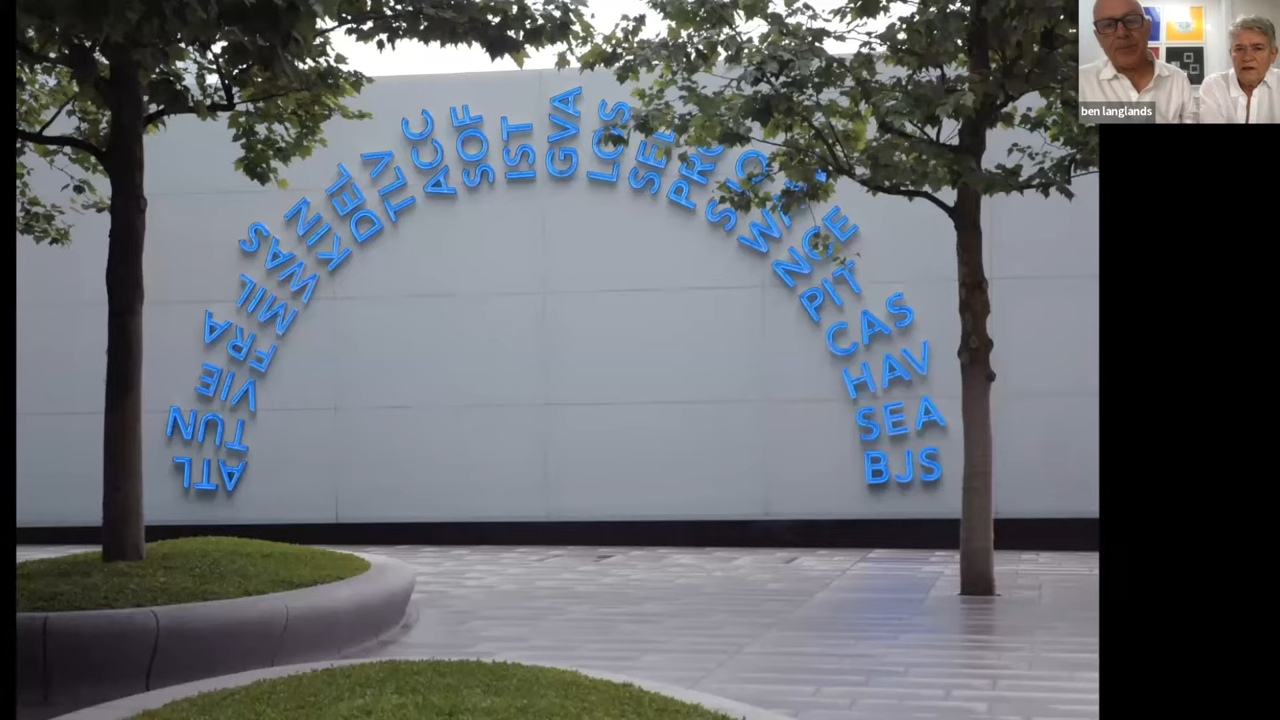 ATL
TUN
VIE
FRA
MIL
WAS
KIN
DEL
TLV
ACC
SOF
IST
GVA
LOS
SEL
NCE
PIT
CAS
HAV
SEA
BJS
ben langlands